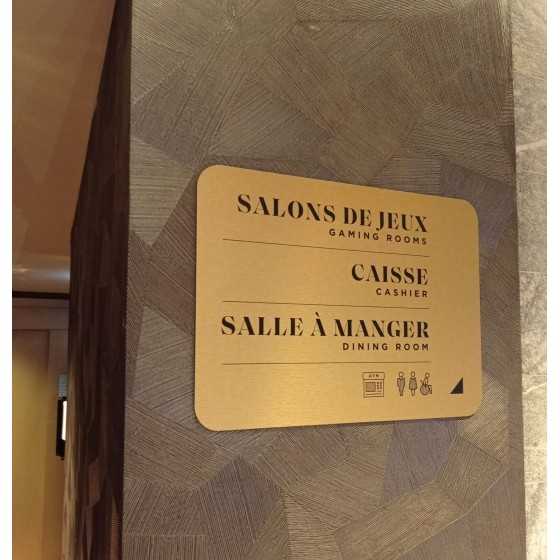 SALONS DE JEUX
GAMING ROOMS
CAISSE
CASHIER
SALLE À MANGER
DINING ROOM
ATM